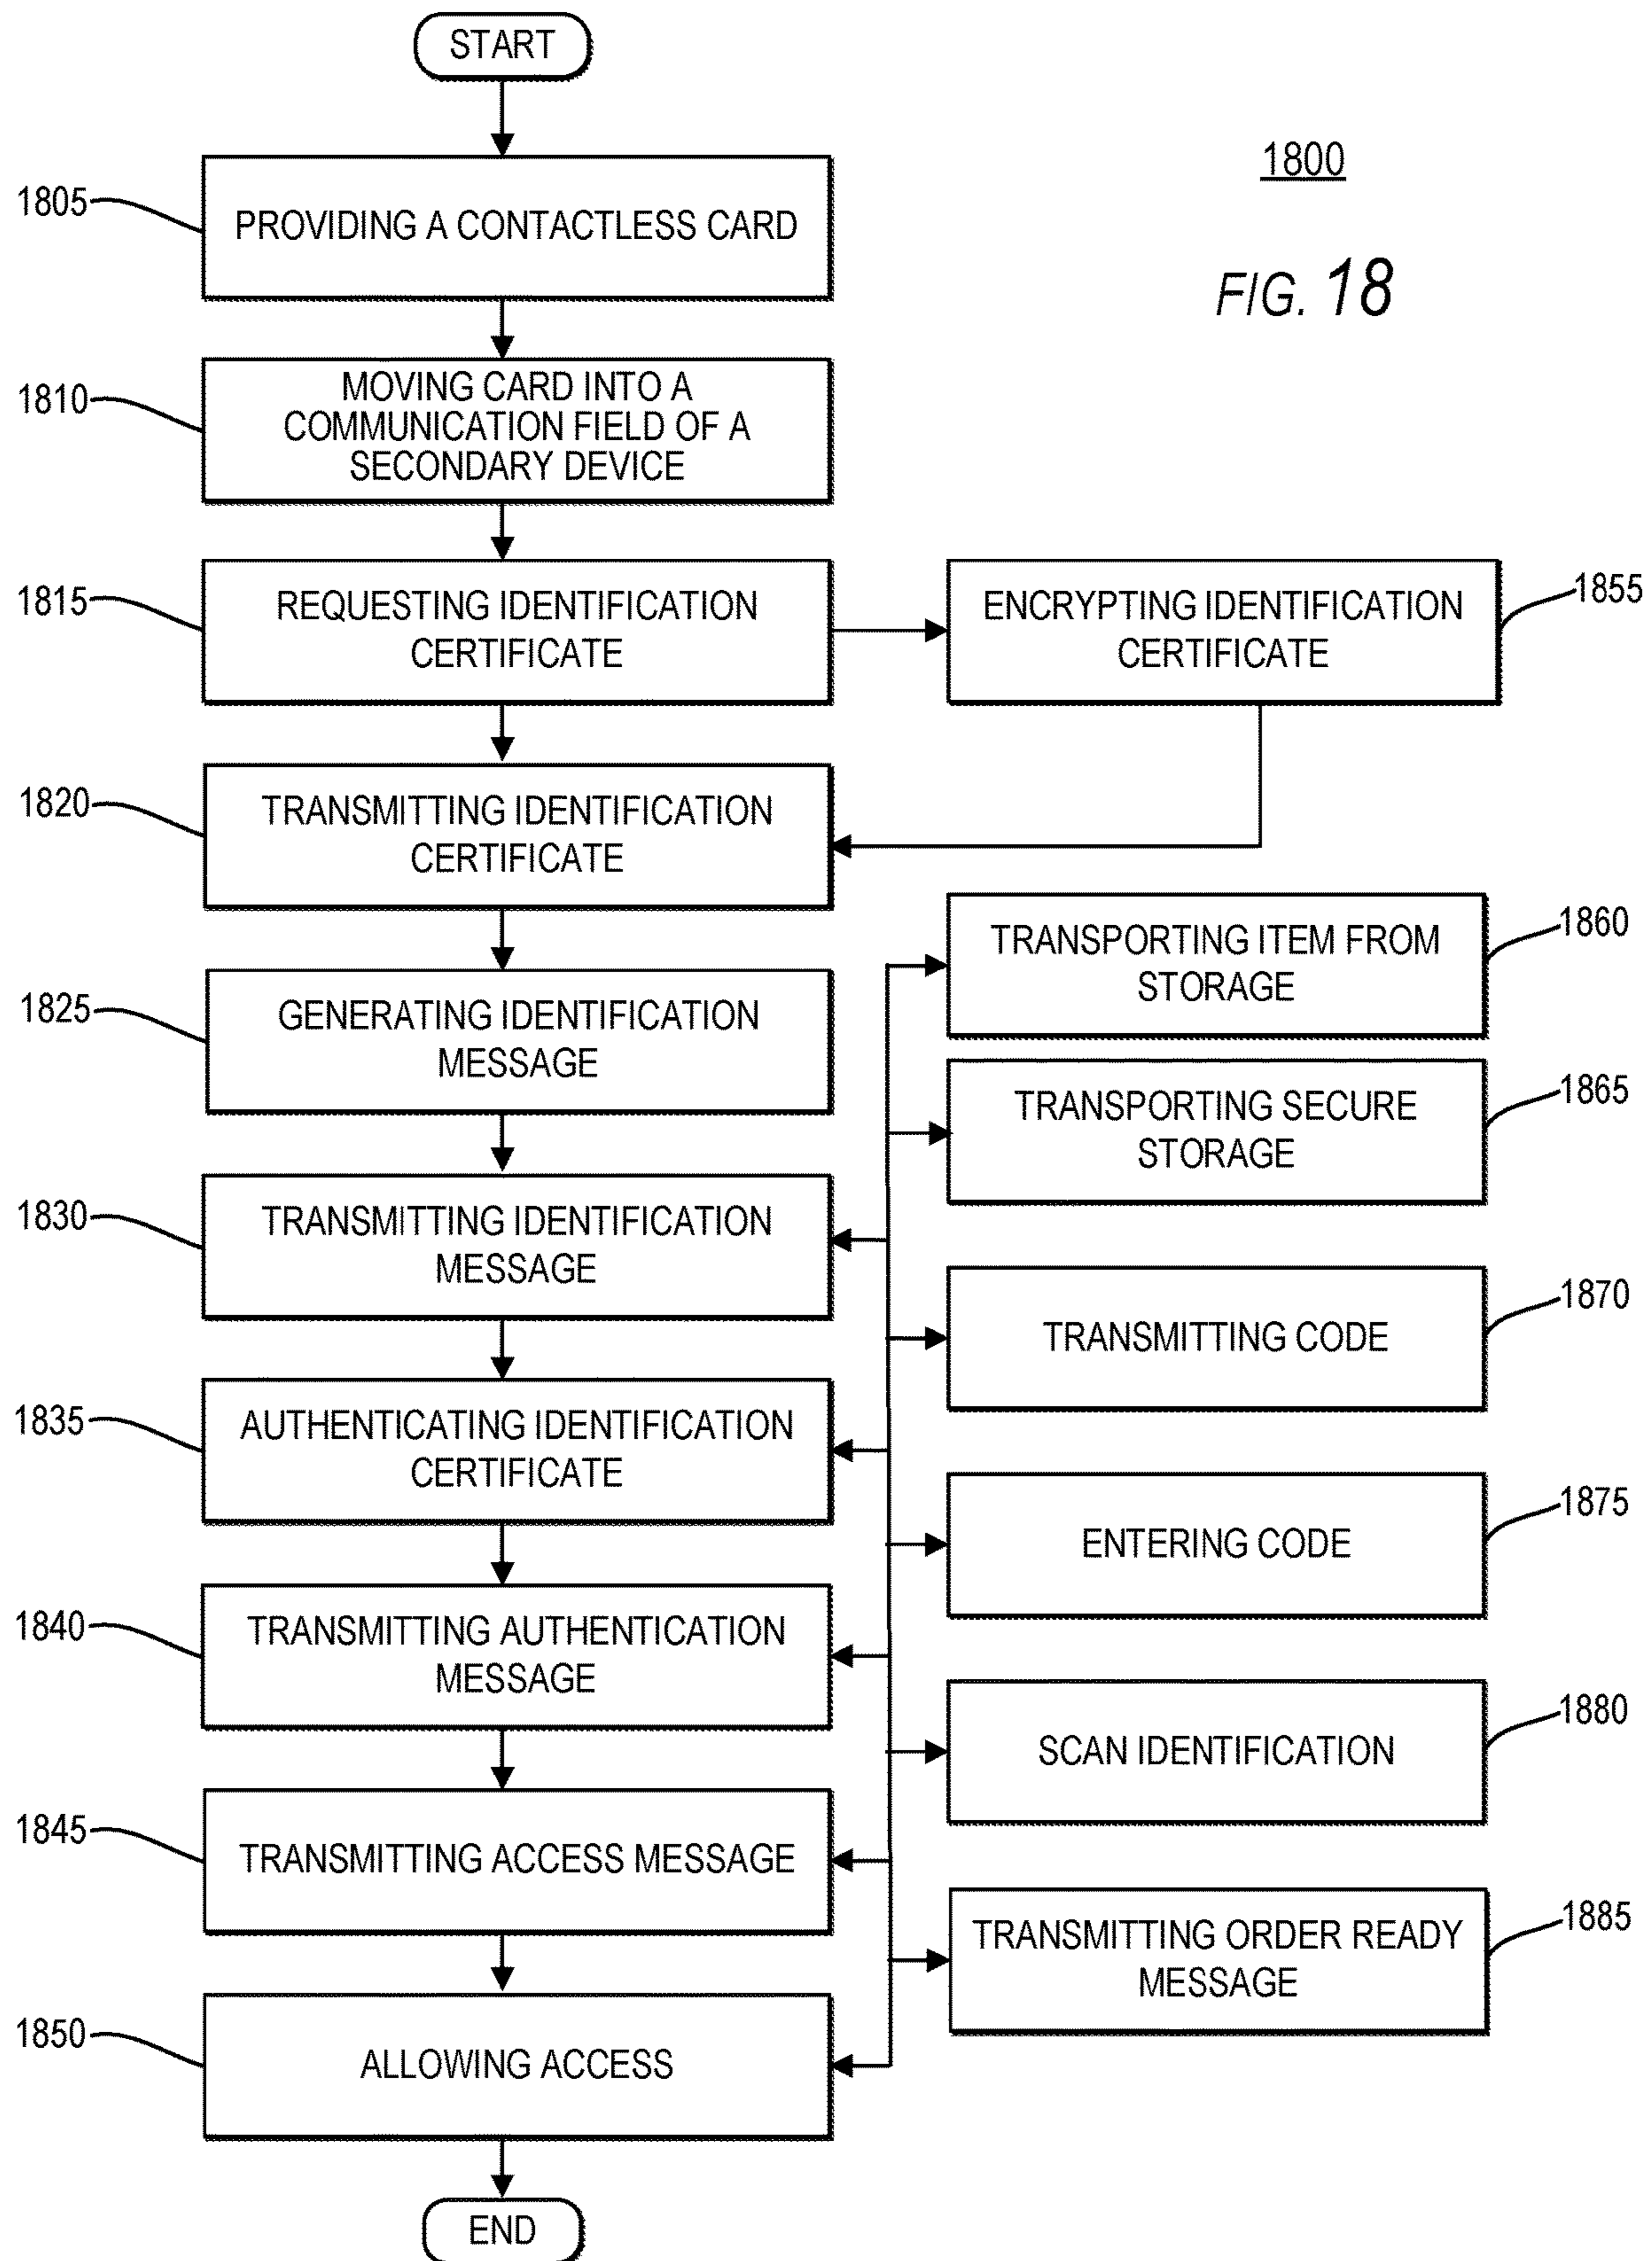 START
1800
FIG. 18
1805
PROVIDING A CONTACTLESS CARD
1810
MOVING CARD INTO A
COMMUNICATION FIELD OF A
SECONDARY DEVICE
1815
REQUESTING IDENTIFICATION
CERTIFICATE
ENCRYPTING IDENTIFICATION
CERTIFICATE
1855
1820
TRANSMITTING IDENTIFICATION
CERTIFICATE
TRANSPORTING ITEM FROM
STORAGE
1860
1825
GENERATING IDENTIFICATION
MESSAGE
TRANSPORTING SECURE
STORAGE
1865
1830
TRANSMITTING IDENTIFICATION
MESSAGE
TRANSMITTING CODE
1870
1835
AUTHENTICATING IDENTIFICATION
CERTIFICATE
ENTERING CODE
1875
1840
TRANSMITTING AUTHENTICATION
MESSAGE
SCAN IDENTIFICATION
1880
1845
TRANSMITTING ACCESS MESSAGE
TRANSMITTING ORDER READY
MESSAGE
1885
1850
ALLOWING ACCESS
END